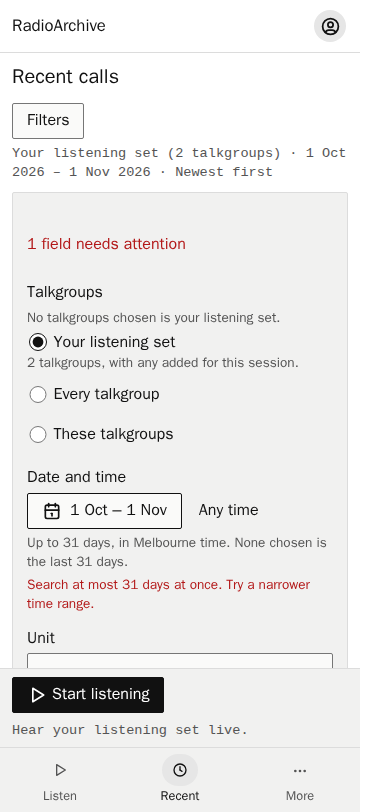 RadioArchive
Recent calls
Filters
Your listening set (2 talkgroups) · 1 Oct
2026 – 1 Nov 2026 · Newest first
1 field needs attention
Talkgroups
No talkgroups chosen is your listening set.
Your listening set
2 talkgroups, with any added for this session.
Every talkgroup
These talkgroups
Date and time
1 Oct – 1 Nov Any time
Up to 31 days, in Melbourne time. None chosen is
the last 31 days.
Search at most 31 days at once. Try a narrower
time range.
Unit
Start listening
Hear your listening set live.
Listen Recent More